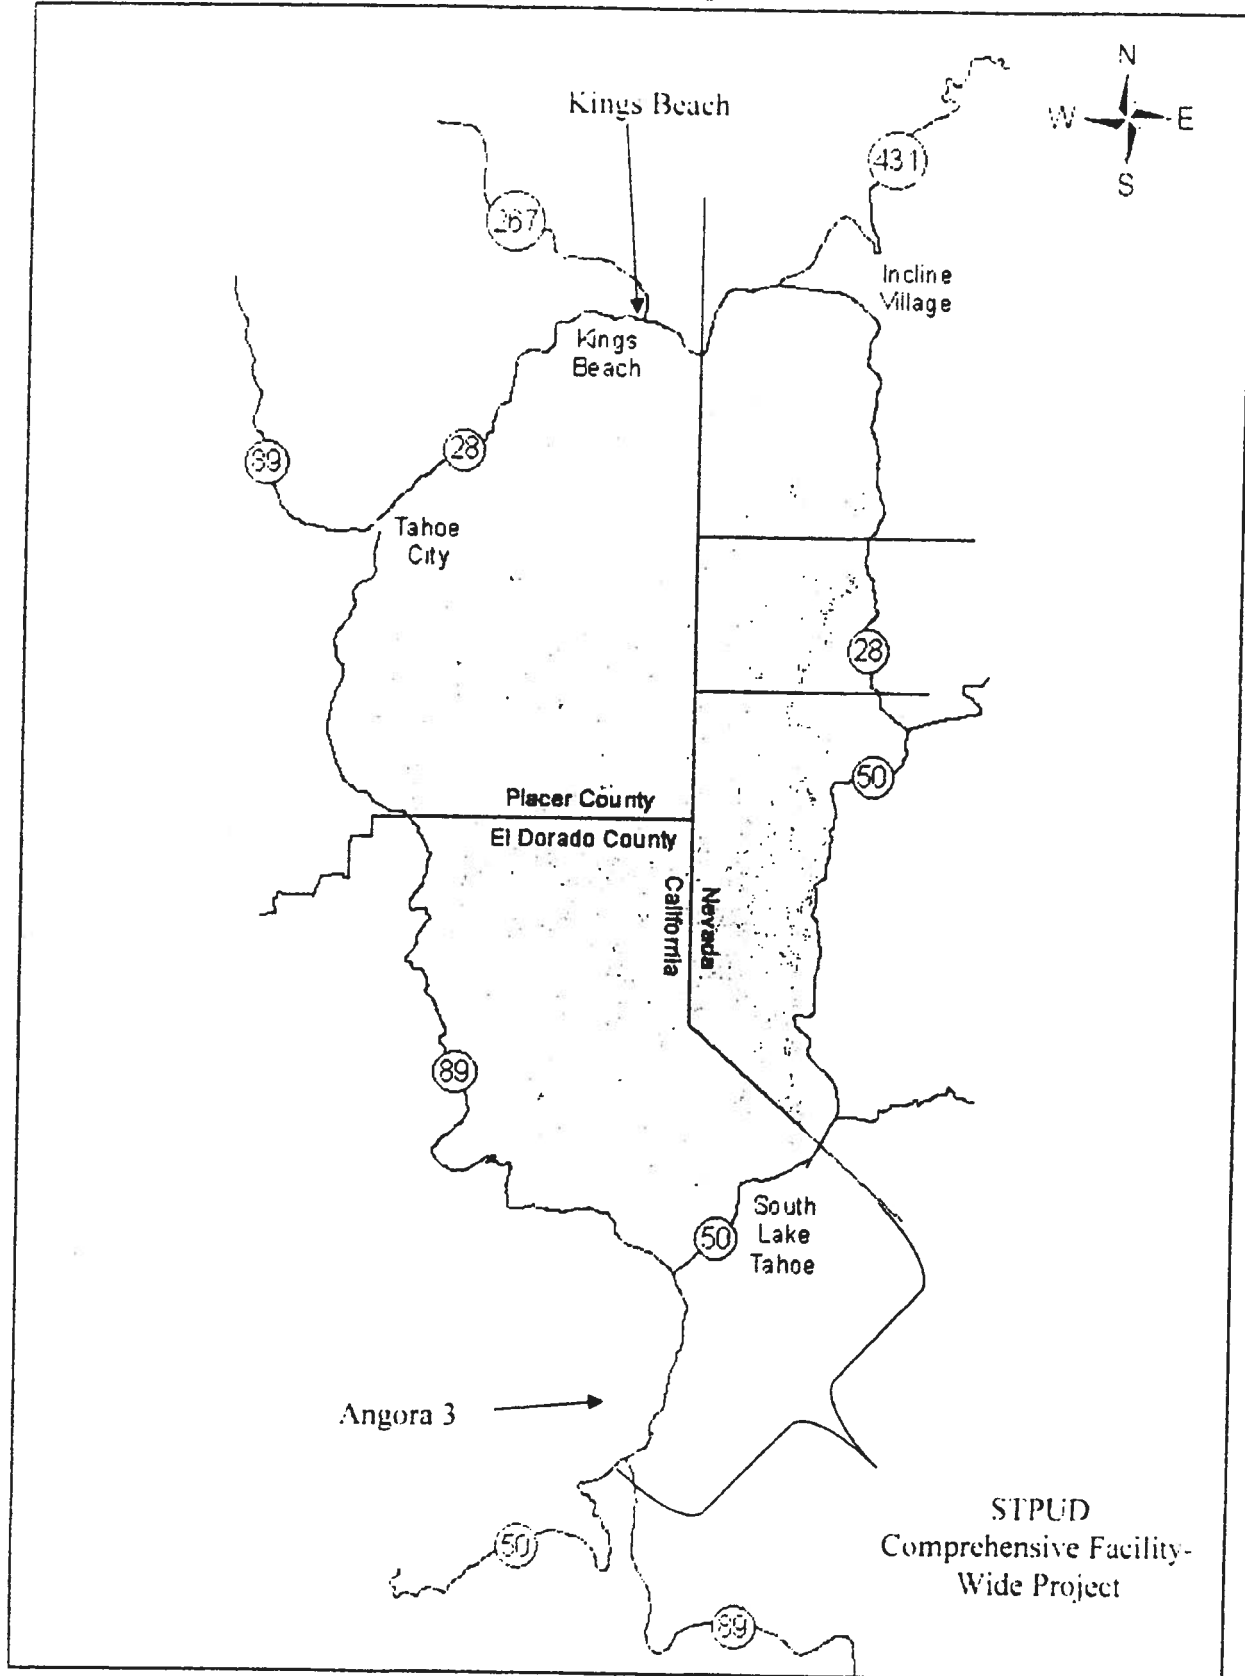 N
W E
S
Kings Beach
431
267
Incline
Village
Kings
Beach
89
28
Tahoe
City
28
50
Placer County
El Dorado County
California
Nevada
89
South
Lake
Tahoe
50
Angora 3
STPUD
Comprehensive Facility-
Wide Project
50
89